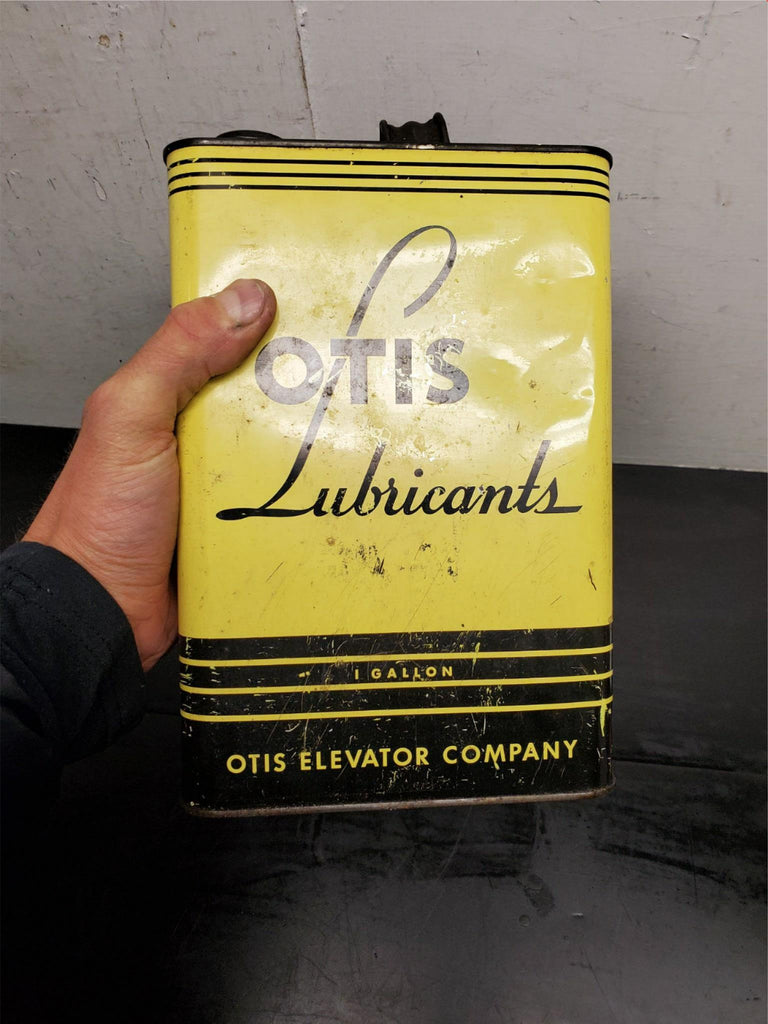 OTIS
Lubricants
1 GALLON
OTIS ELEVATOR COMPANY